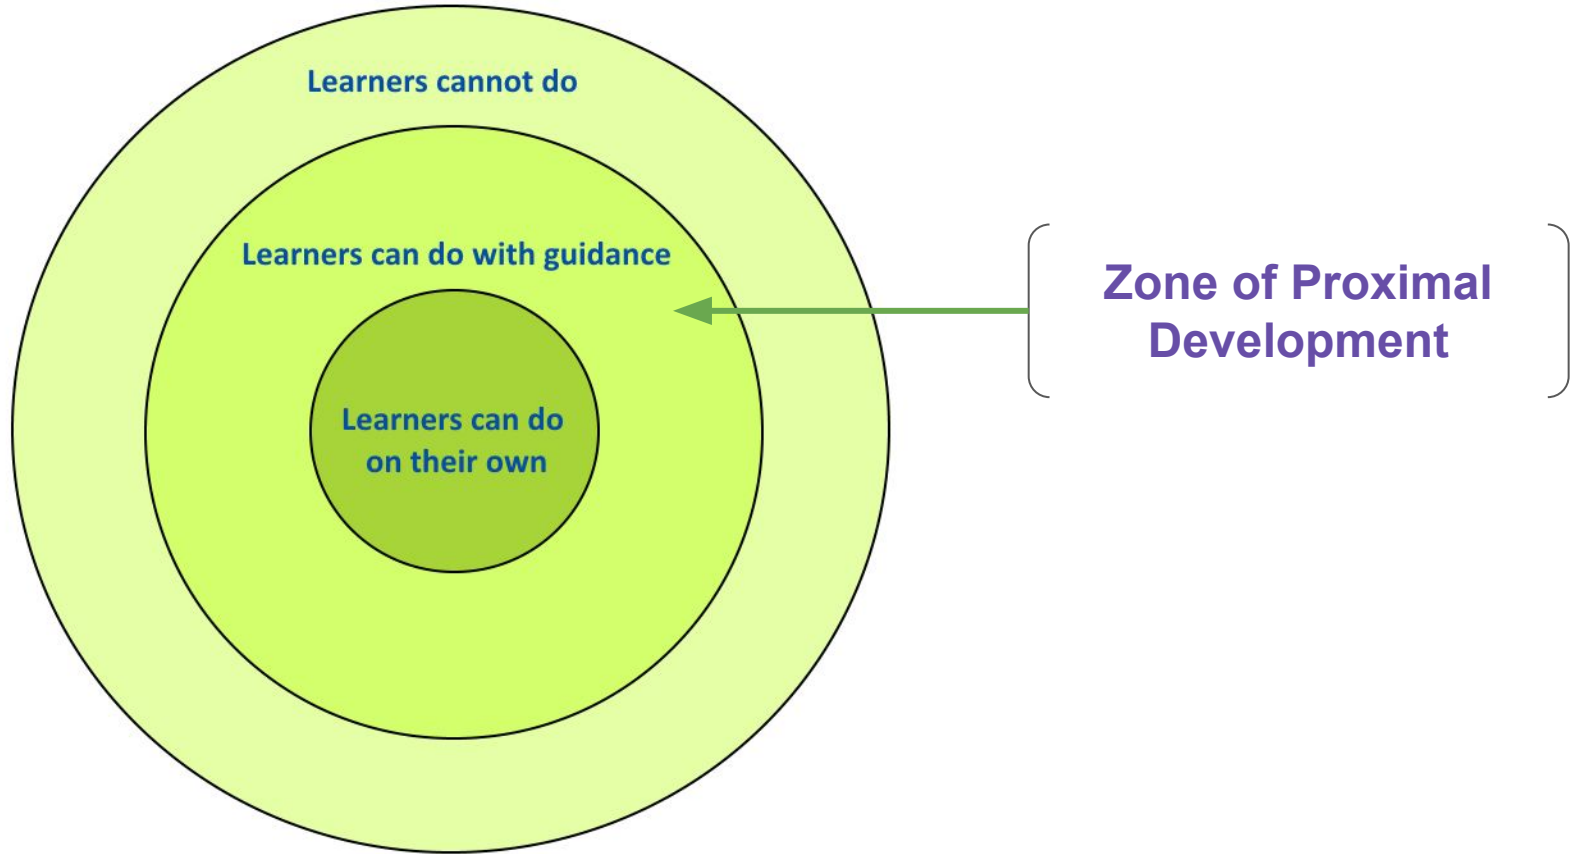 Learners cannot do
Learners can do with guidance
Learners can do
on their own
Zone of Proximal
Development